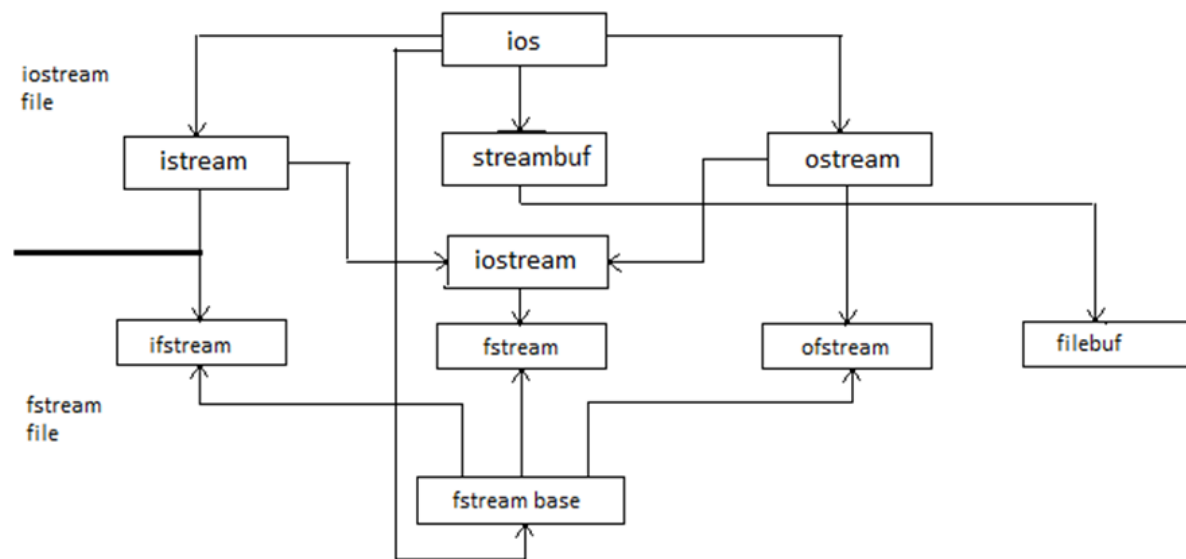 ios
iostream
file
istream
streambuf
ostream
iostream
ifstream
fstream
ofstream
filebuf
fstream
file
fstream base